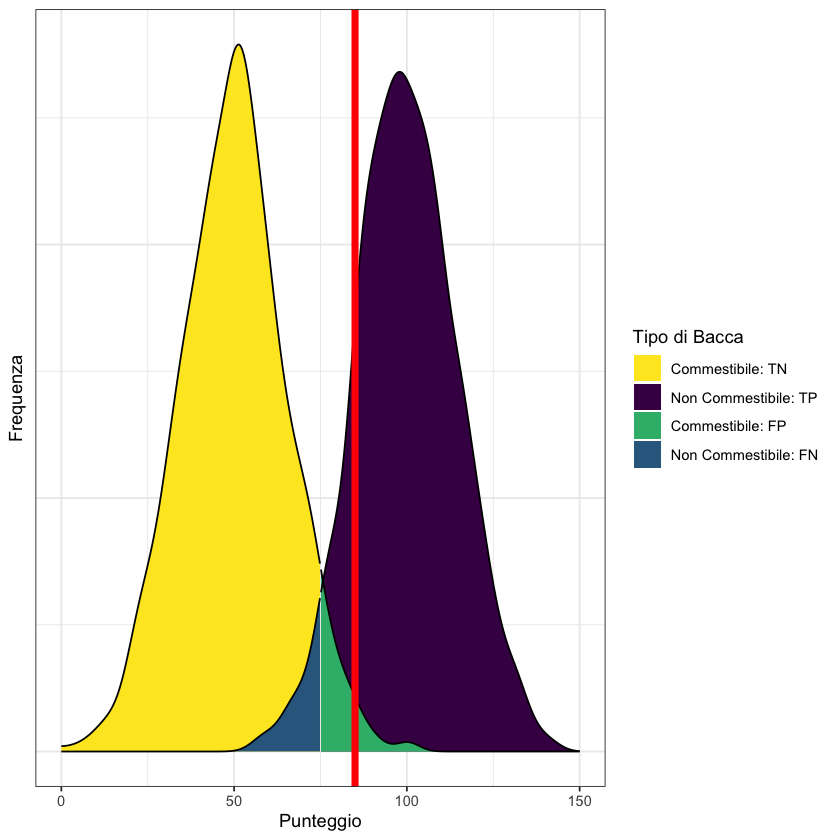 Frequenza
0
50
100
150
Punteggio
Tipo di Bacca
Commestibile: TN
Non Commestibile: TP
Commestibile: FP
Non Commestibile: FN